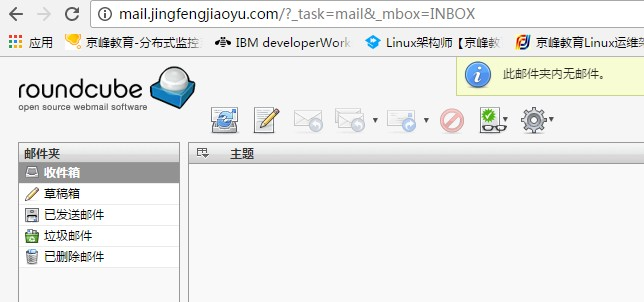 mail.jingfengjiaoyu.com/?_task=mail&_mbox=INBOX
应用 京峰教育-分布式监控 IBM developerWork Linux架构师【京峰 京峰教育Linux运维
此邮件夹内无邮件。
roundcube
open source webmail software
邮件夹 主题
收件箱
草稿箱
已发送邮件
垃圾邮件
已删除邮件